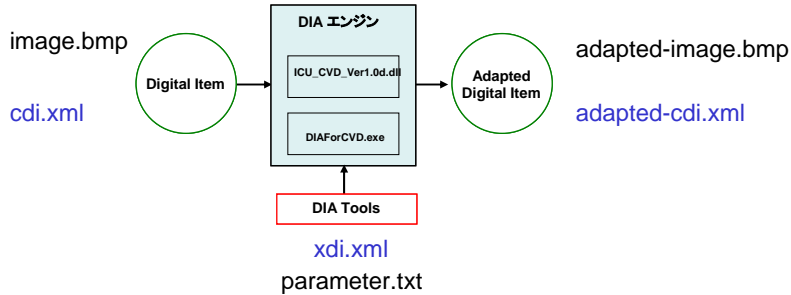 image.bmp
cdi.xml
Digital Item
DIA エンジン
ICU_CVD_Ver1.0d.dll
DIAForCVD.exe
DIA Tools
xdi.xml
parameter.txt
Adapted
Digital Item
adapted-image.bmp
adapted-cdi.xml